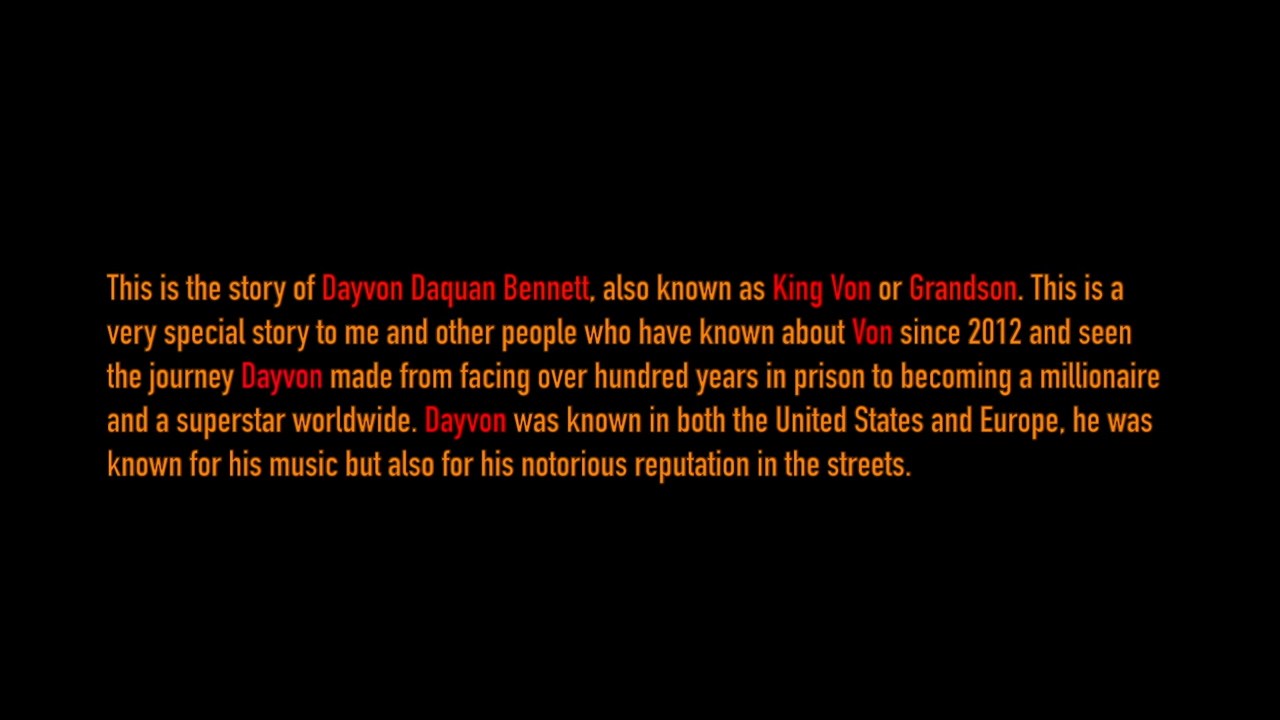 This is the story of Dayvon Daquan Bennett, also known as King Von or Grandson. This is a
very special story to me and other people who have known about Von since 2012 and seen
the journey Dayvon made from facing over hundred years in prison to becoming a millionaire
and a superstar worldwide. Dayvon was known in both the United States and Europe, he was
known for his music but also for his notorious reputation in the streets.